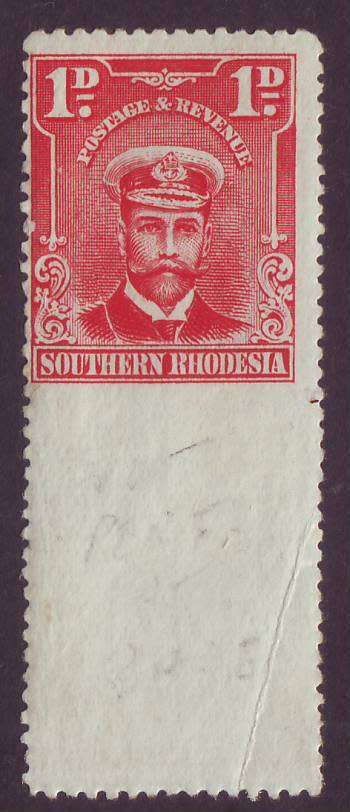 1D. 1D.
POSTAGE & REVENUE
SOUTHERN RHODESIA